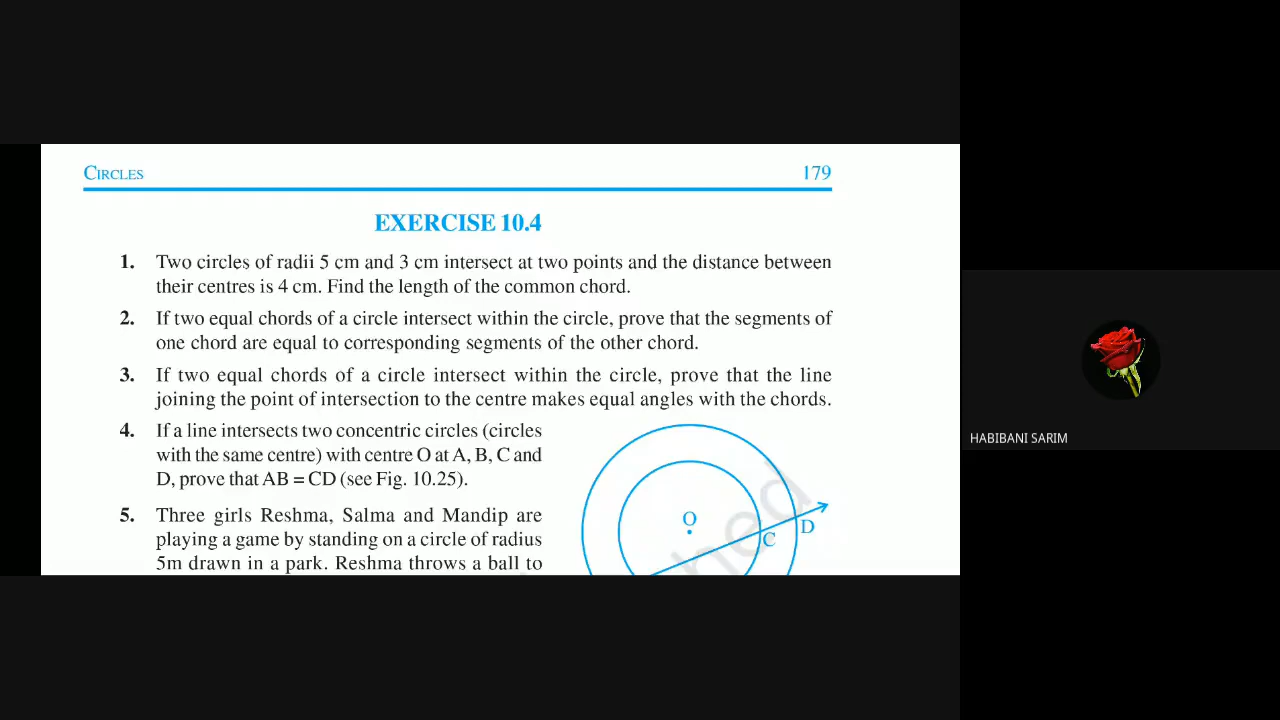 CIRCLES 179
EXERCISE 10.4
1. Two circles of radii 5 cm and 3 cm intersect at two points and the distance between
their centres is 4 cm. Find the length of the common chord.
2. If two equal chords of a circle intersect within the circle, prove that the segments of
one chord are equal to corresponding segments of the other chord.
3. If two equal chords of a circle intersect within the circle, prove that the line
joining the point of intersection to the centre makes equal angles with the chords.
4. If a line intersects two concentric circles (circles
with the same centre) with centre O at A, B, C and
D, prove that AB = CD (see Fig. 10.25).
5. Three girls Reshma, Salma and Mandip are
playing a game by standing on a circle of radius
5m drawn in a park. Reshma throws a ball to
O
C
D
HABIBANI SARIM